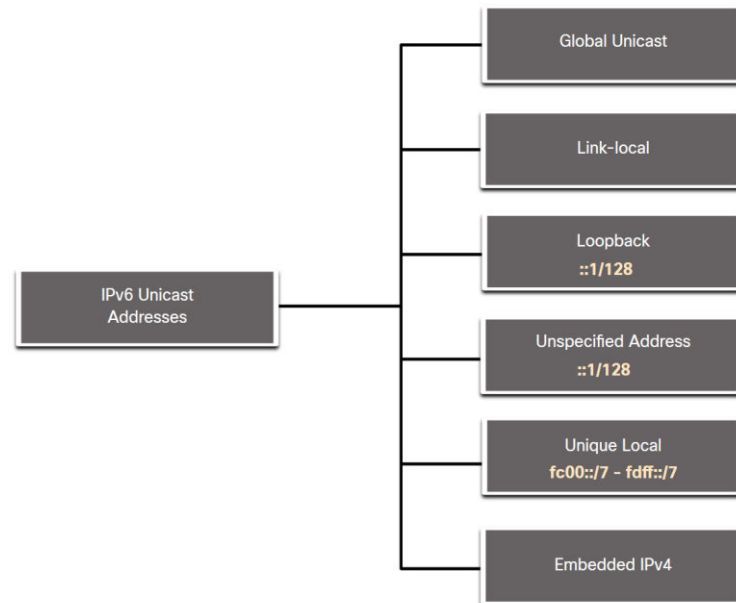 Global Unicast
Link-local
Loopback
::1/128
IPv6 Unicast
Addresses
Unspecified Address
::1/128
Unique Local
fc00::/7 - fdff::/7
Embedded IPv4